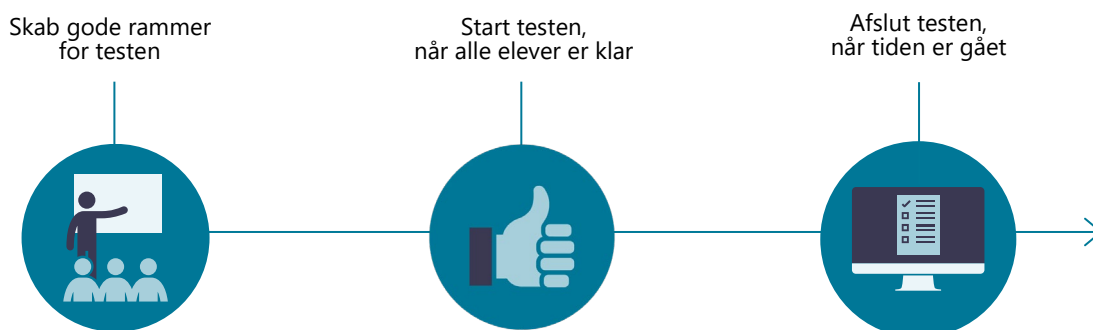 Skab gode rammer
for testen
Start testen,
når alle elever er klar
Afslut testen,
når tiden er gået